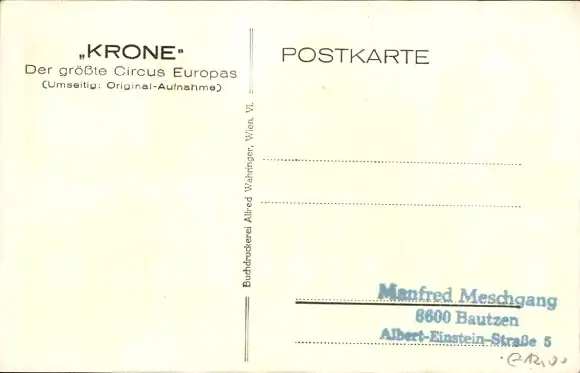 „KRONE"
Der größte Circus Europas
(Umseitig: Original-Aufnahme)
POSTKARTE
Buchdruckerei Alfred Wahringer, Wien, VI.
Manfred Meschgang
8600 Bautzen
Albert-Einstein-Straße 5